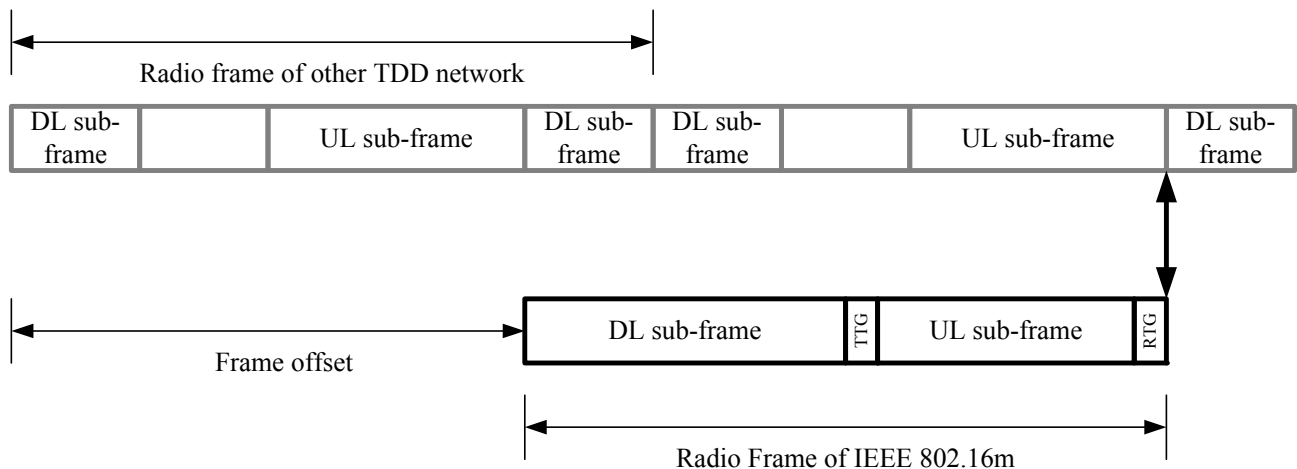 Radio frame of other TDD network
DL sub-
frame
UL sub-frame
DL sub-
frame
DL sub-
frame
UL sub-frame
DL sub-
frame
DL sub-frame
TTG
UL sub-frame
RTG
Frame offset
Radio Frame of IEEE 802.16m